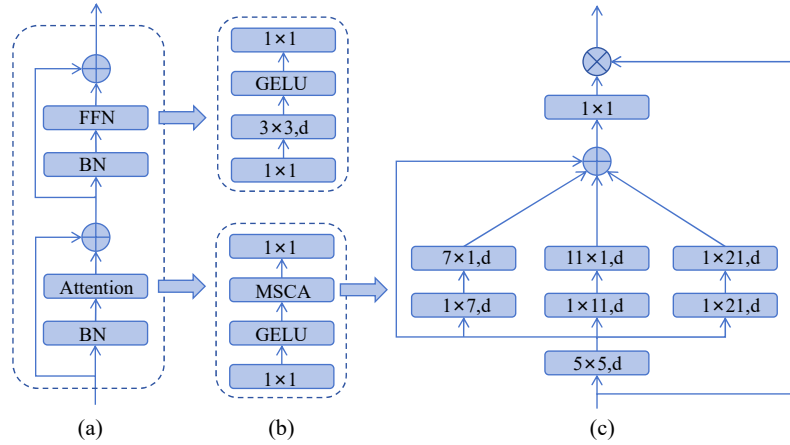 FFN
BN
Attention
BN
(a)
1×1
GELU
3×3,d
1×1
1×1
MSCA
GELU
1×1
(b)
1×1
7×1,d
11×1,d
1×21,d
1×7,d
1×11,d
1×21,d
5×5,d
(c)